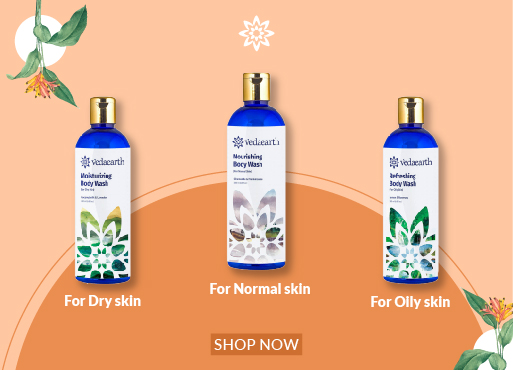 vedaearth
Moisturizing
Body Wash
For Dry skin
vedaearth
Nourishing
Body Wash
For Normal skin
vedaearth
Refreshing
Body Wash
For Oily skin
SHOP NOW